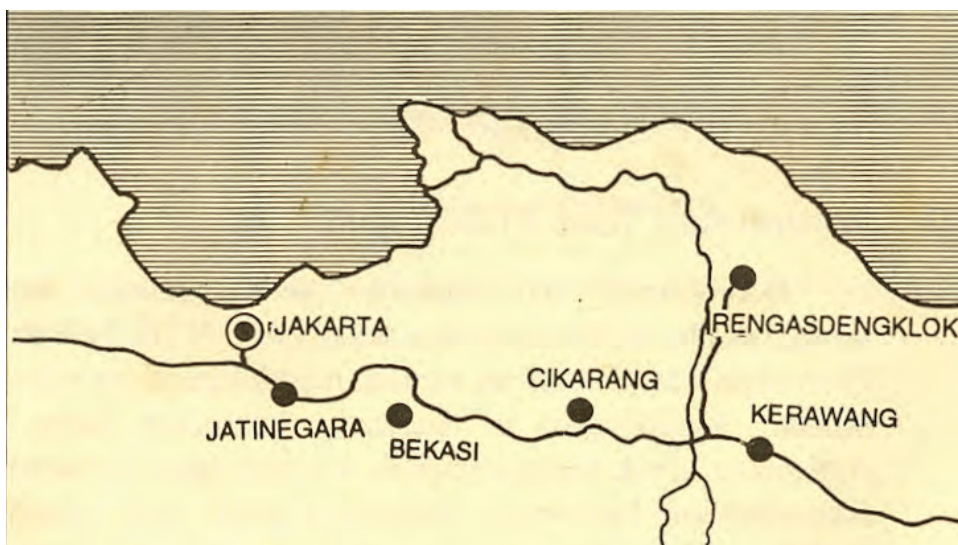 JAKARTA
RENGASDENGKLOK
CIKARANG
KERAWANG
JATINEGARA
BEKASI